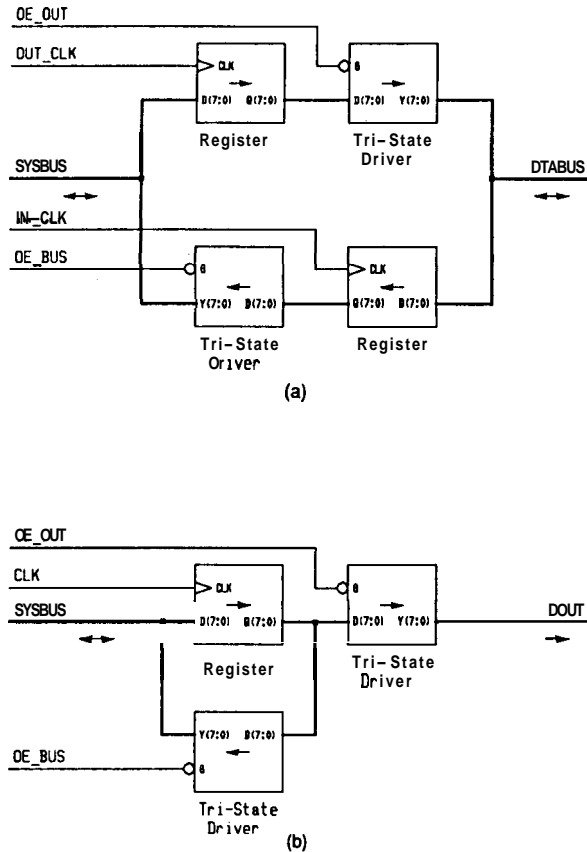 OE_OUT
OUT_CLK
CLK
G
D(7:0) Q(7:0)
D(7:0) Y(7:0)
Register
Tri-State
Driver
SYSBUS
DTABUS
IN_CLK
OE_BUS
G
CLK
Y(7:0) D(7:0)
Q(7:0) D(7:0)
Tri-State
Driver
Register
(a)
OE_OUT
CLK
CLK
G
SYSBUS
D(7:0) Q(7:0)
D(7:0) Y(7:0)
DOUT
Register
Tri-State
Driver
Y(7:0) D(7:0)
OE_BUS
G
Tri-State
Driver
(b)